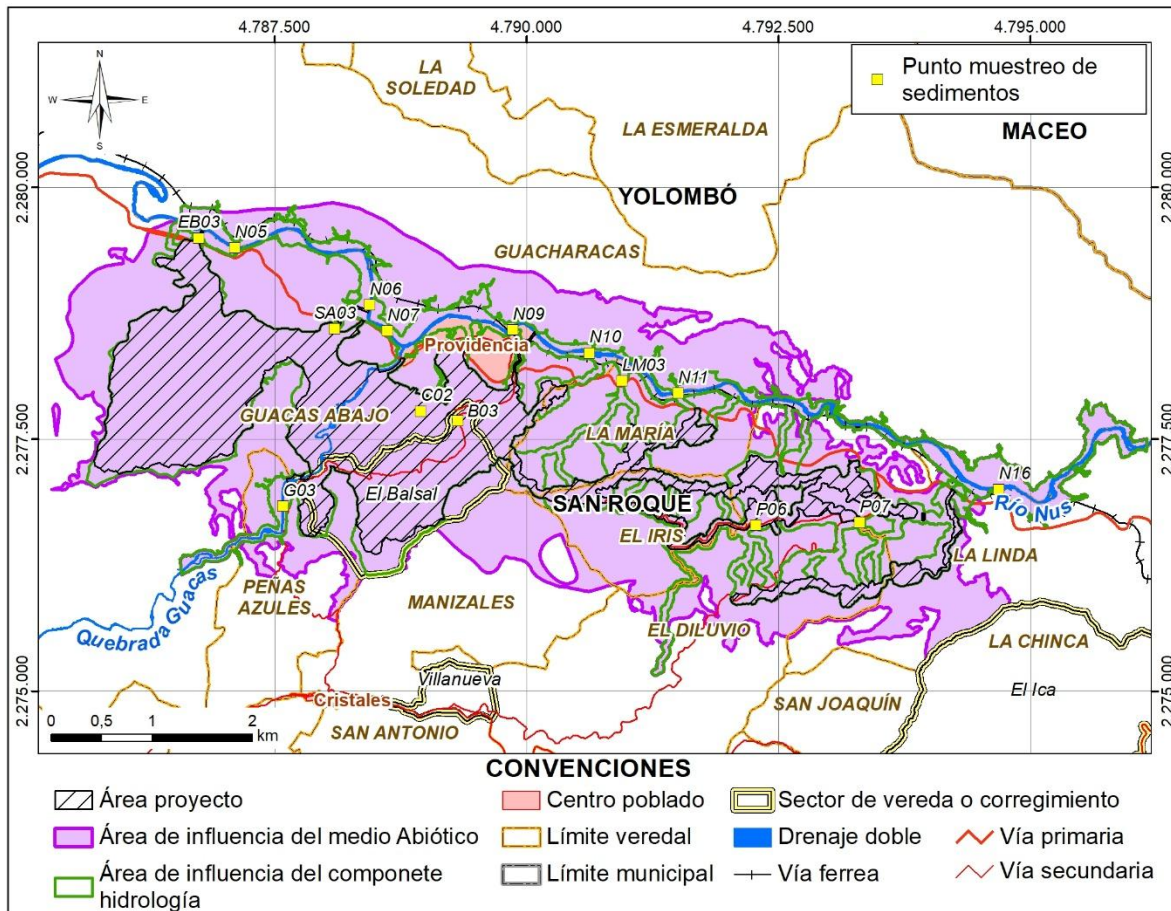 4.787.500
4.790.000
4.792.500
4.795.000
N
W
E
S
LA
SOLEDAD
Punto muestreo de
sedimentos
LA ESMERALDA
MACEO
2.280.000
2.280.000
YOLOMBÓ
EB03
N05
GUACHARACAS
N06
SA03
N07
N09
Providencia
N10
LM03
N11
C02
B03
GUACAS ABAJO
LA MARÍA
2.277.500
2.277.500
G03
El Balsal
SAN ROQUE
N16
Río Nus
P06
P07
EL IRIS
LA LINDA
PEÑAS
AZULES
MANIZALES
Quebrada Guacas
EL DILUVIO
LA CHINCA
Villanueva
2.275.000
2.275.000
Cristales
El Ica
SAN JOAQUÍN
SAN ANTONIO
0
0,5
1
2
km
CONVENCIONES
Área proyecto
Centro poblado
Sector de vereda o corregimiento
Área de influencia del medio Abiótico
Límite veredal
Drenaje doble
Vía primaria
Área de influencia del componete
hidrología
Límite municipal
Vía ferrea
Vía secundaria